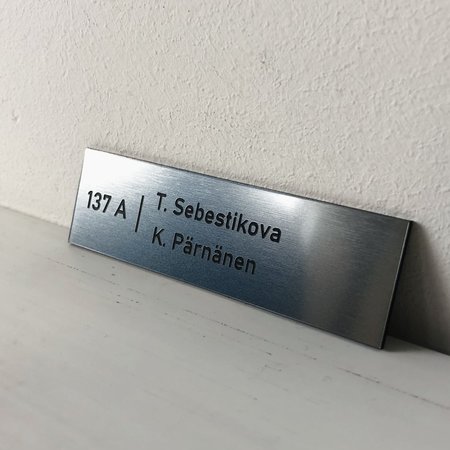 137 A | T. Sebestikova
K. Pärnänen